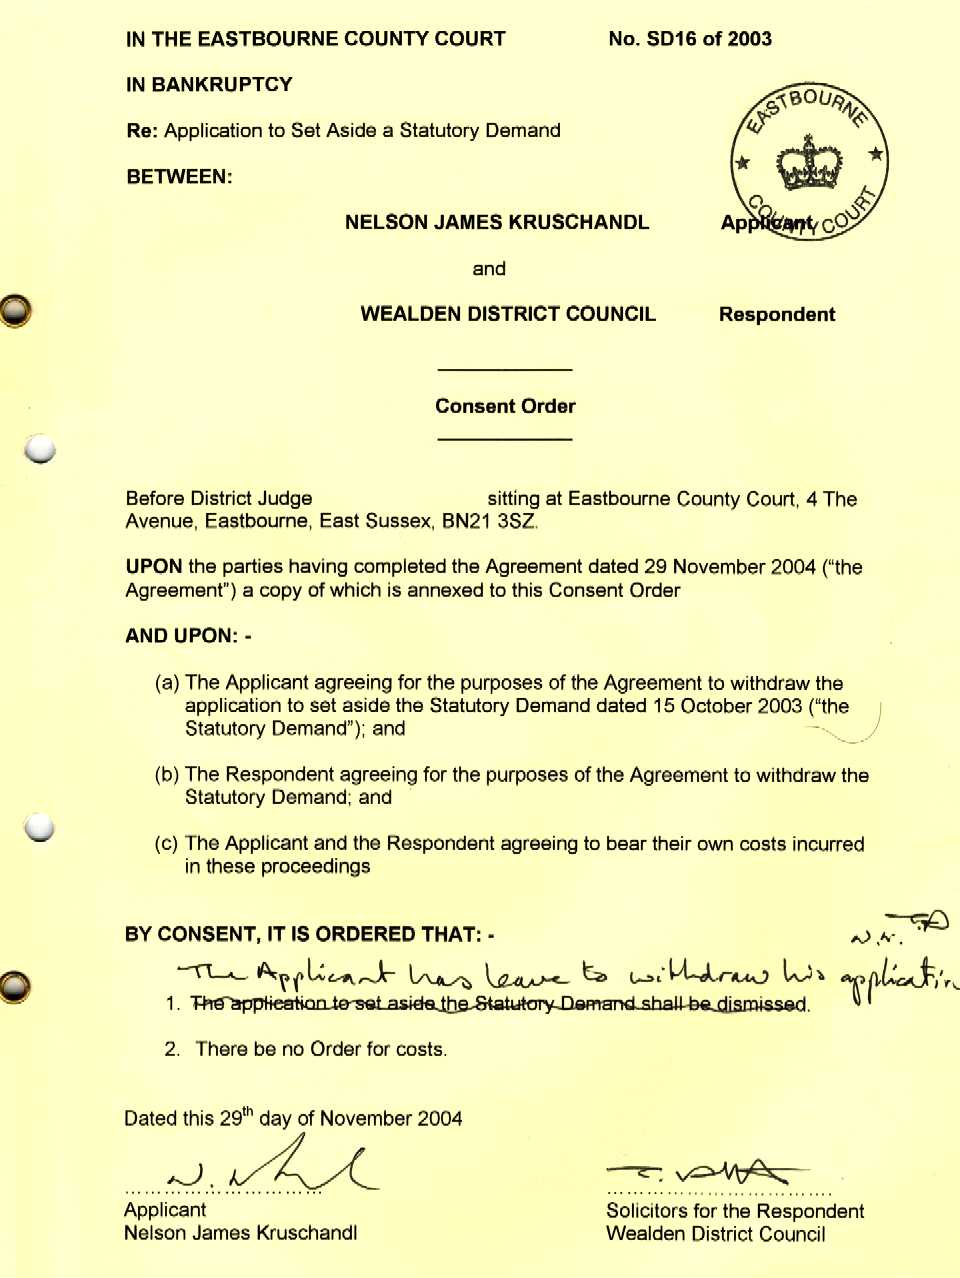 IN THE EASTBOURNE COUNTY COURT No. SD16 of 2003
IN BANKRUPTCY
EASTBOURNE
COUNTY COURT
Re: Application to Set Aside a Statutory Demand
BETWEEN:
NELSON JAMES KRUSCHANDL Applicant
and
WEALDEN DISTRICT COUNCIL Respondent
Consent Order
Before District Judge sitting at Eastbourne County Court, 4 The
Avenue, Eastbourne, East Sussex, BN21 3SZ.
UPON the parties having completed the Agreement dated 29 November 2004 (“the
Agreement”) a copy of which is annexed to this Consent Order
AND UPON: -
(a) The Applicant agreeing for the purposes of the Agreement to withdraw the
application to set aside the Statutory Demand dated 15 October 2003 (“the
Statutory Demand”); and
(b) The Respondent agreeing for the purposes of the Agreement to withdraw the
Statutory Demand; and
(c) The Applicant and the Respondent agreeing to bear their own costs incurred
in these proceedings
BY CONSENT, IT IS ORDERED THAT: -
The Applicant has leave to withdraw his application
1. The application to set aside the Statutory Demand shall be dismissed.
2. There be no Order for costs.
Dated this 29th day of November 2004
Applicant Solicitors for the Respondent
Nelson James Kruschandl Wealden District Council